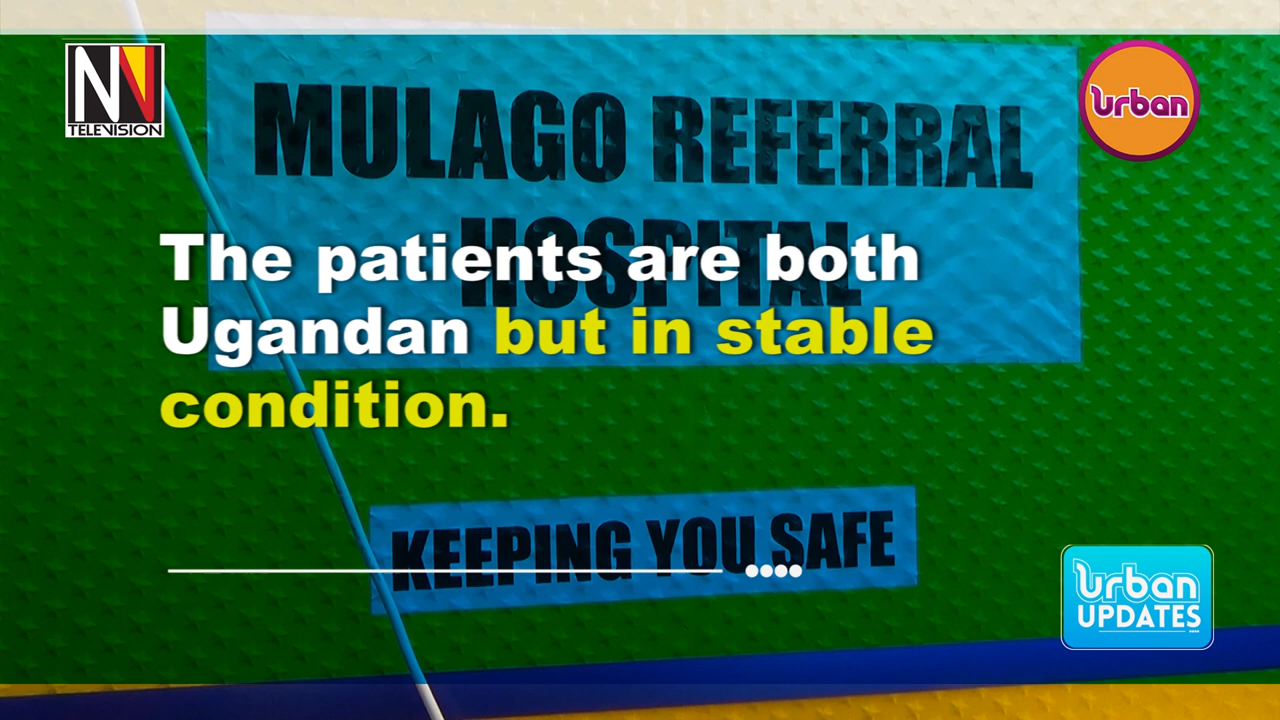 NV
TELEVISION
urban
MULAGO REFERRAL
HOSPITAL
The patients are both
Ugandan but in stable
condition.
KEEPING YOU SAFE
urban
UPDATES